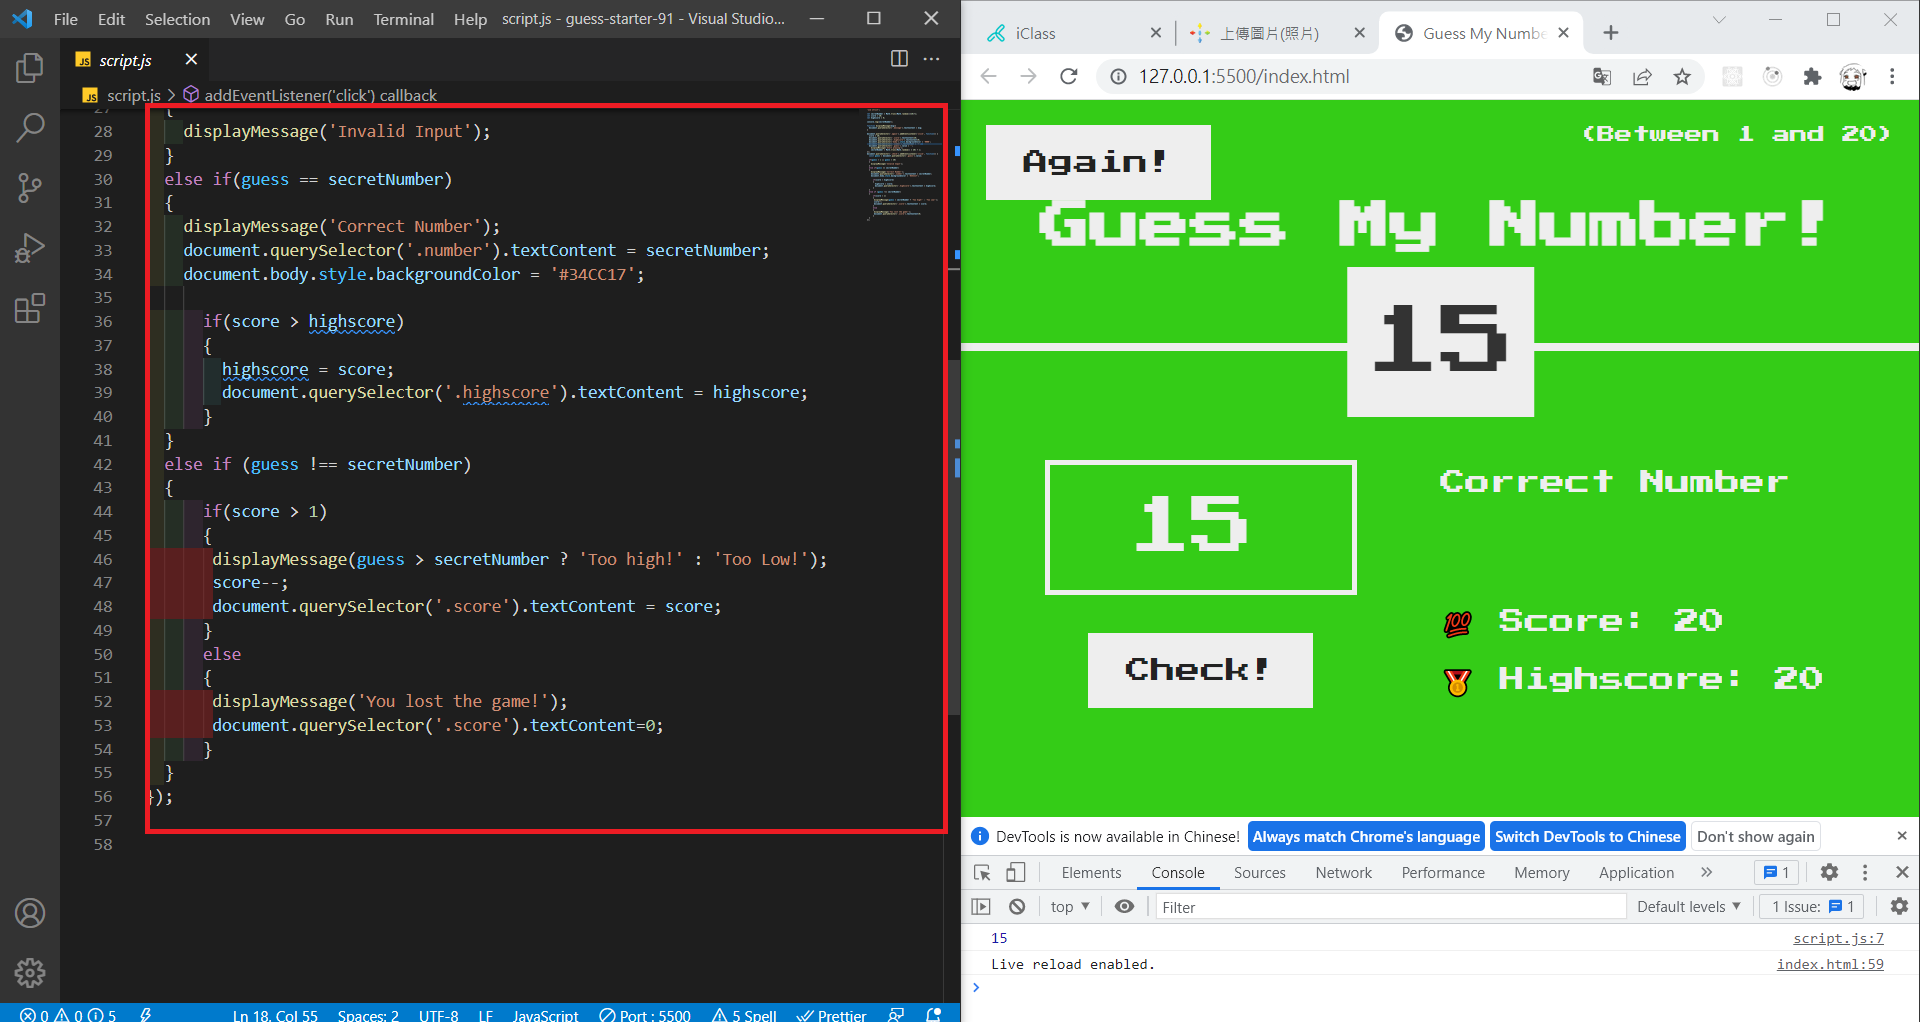 File Edit Selection View Go Run Terminal Help script.js - guess-starter-91 - Visual Studio...
JS script.js
JS script.js > addEventListener('click') callback
27 {
28 displayMessage('Invalid Input');
29 }
30 else if(guess == secretNumber)
31 {
32 displayMessage('Correct Number');
33 document.querySelector('.number').textContent = secretNumber;
34 document.body.style.backgroundColor = '#34CC17';
35
36 if(score > highscore)
37 {
38 highscore = score;
39 document.querySelector('.highscore').textContent = highscore;
40 }
41 }
42 else if (guess !== secretNumber)
43 {
44 if(score > 1)
45 {
46 displayMessage(guess > secretNumber ? 'Too high!' : 'Too Low!');
47 score--;
48 document.querySelector('.score').textContent = score;
49 }
50 else
51 {
52 displayMessage('You lost the game!');
53 document.querySelector('.score').textContent=0;
54 }
55 }
56 });
57
58
0 0 5 Ln 18, Col 55 Spaces: 2 UTF-8 LF JavaScript Port : 5500 5 Spell Prettier
iClass 上傳圖片(照片) Guess My Numbe
127.0.0.1:5500/index.html
(Between 1 and 20)
Again!
Guess My Number!
15
15
Correct Number
💯 Score: 20
Check!
🥇 Highscore: 20
DevTools is now available in Chinese! Always match Chrome's language Switch DevTools to Chinese Don't show again
Elements Console Sources Network Performance Memory Application » 1
top Filter Default levels 1 Issue: 1
15 script.js:7
Live reload enabled. index.html:59